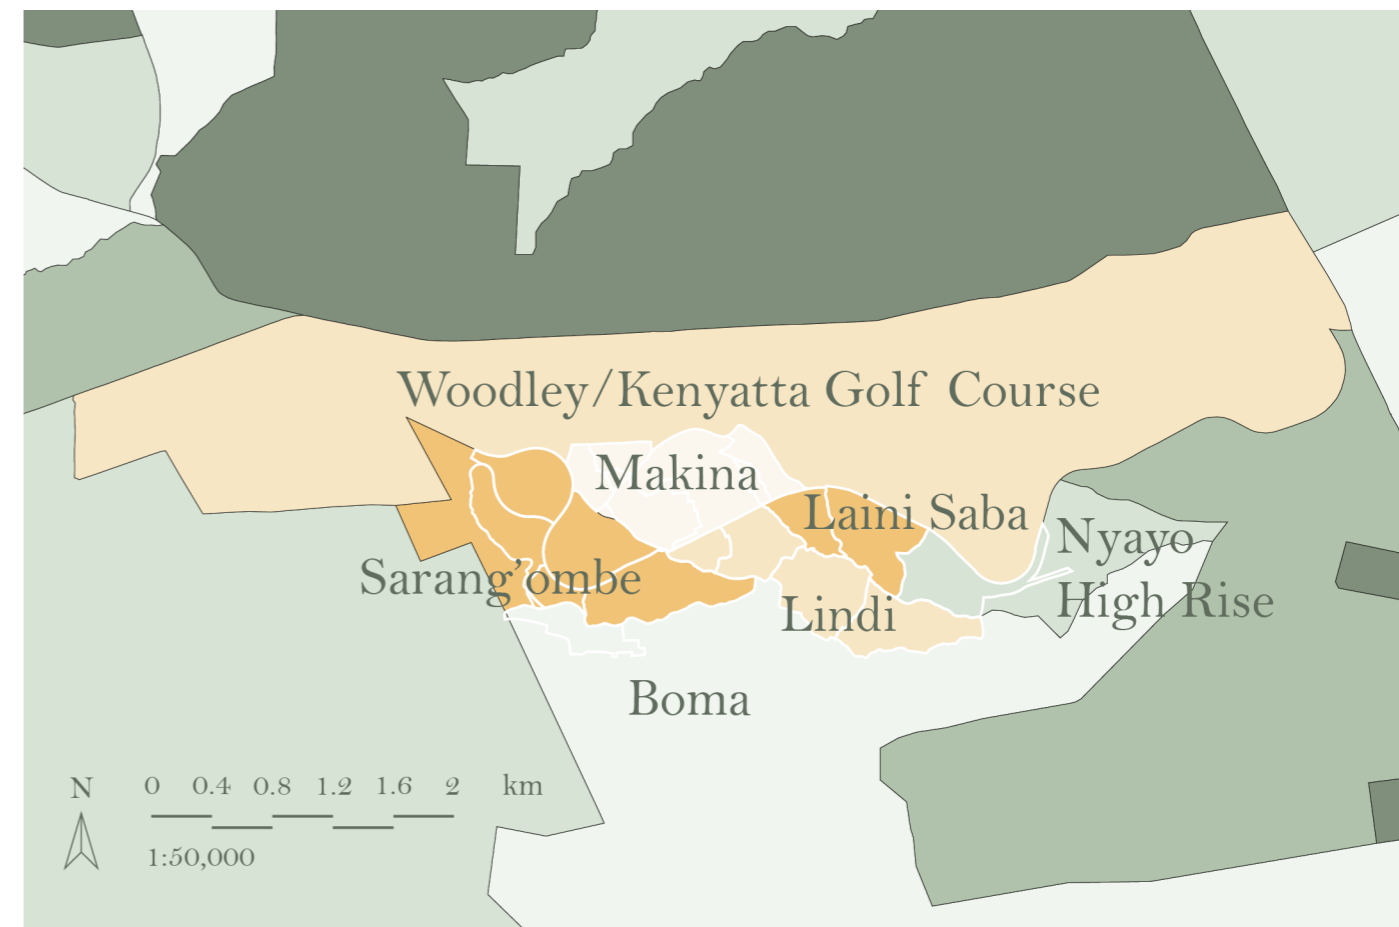 Woodley/Kenyatta Golf Course
Makina
Laini Saba
Nyayo
High Rise
Sarang'ombe
Lindi
Boma
N 0 0.4 0.8 1.2 1.6 2 km
1:50,000